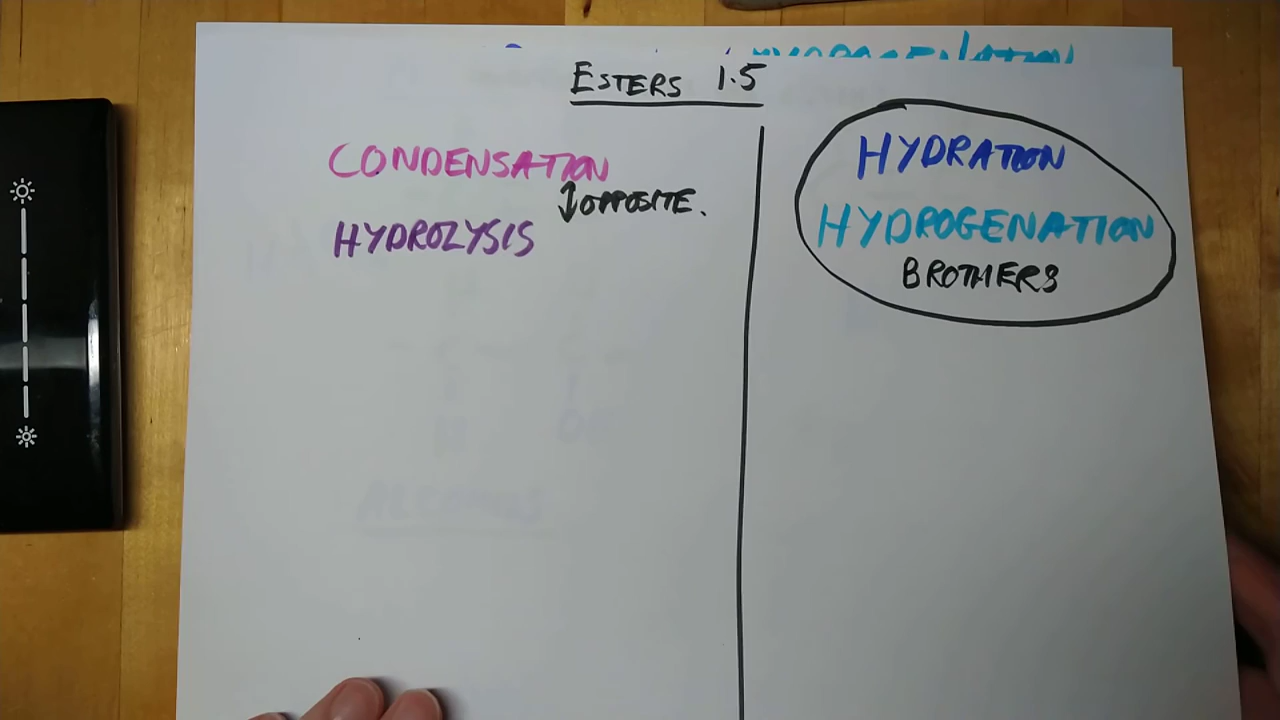 ESTERS 1.5
CONDENSATION
↕OPPOSITE.
HYDROLYSIS
HYDRATION
HYDROGENATION
BROTHERS